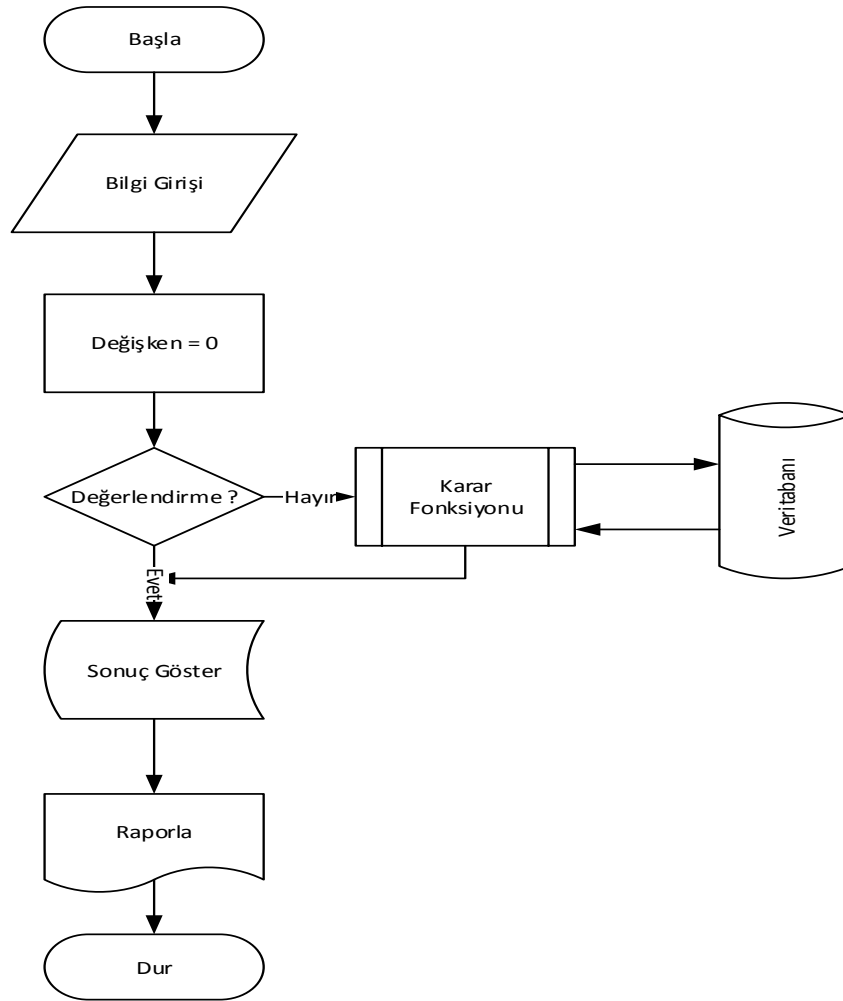 Başla
Bilgi Girişi
Değişken = 0
Değerlendirme ?
Hayır
Karar
Fonksiyonu
Veritabanı
Evet
Sonuç Göster
Raporla
Dur